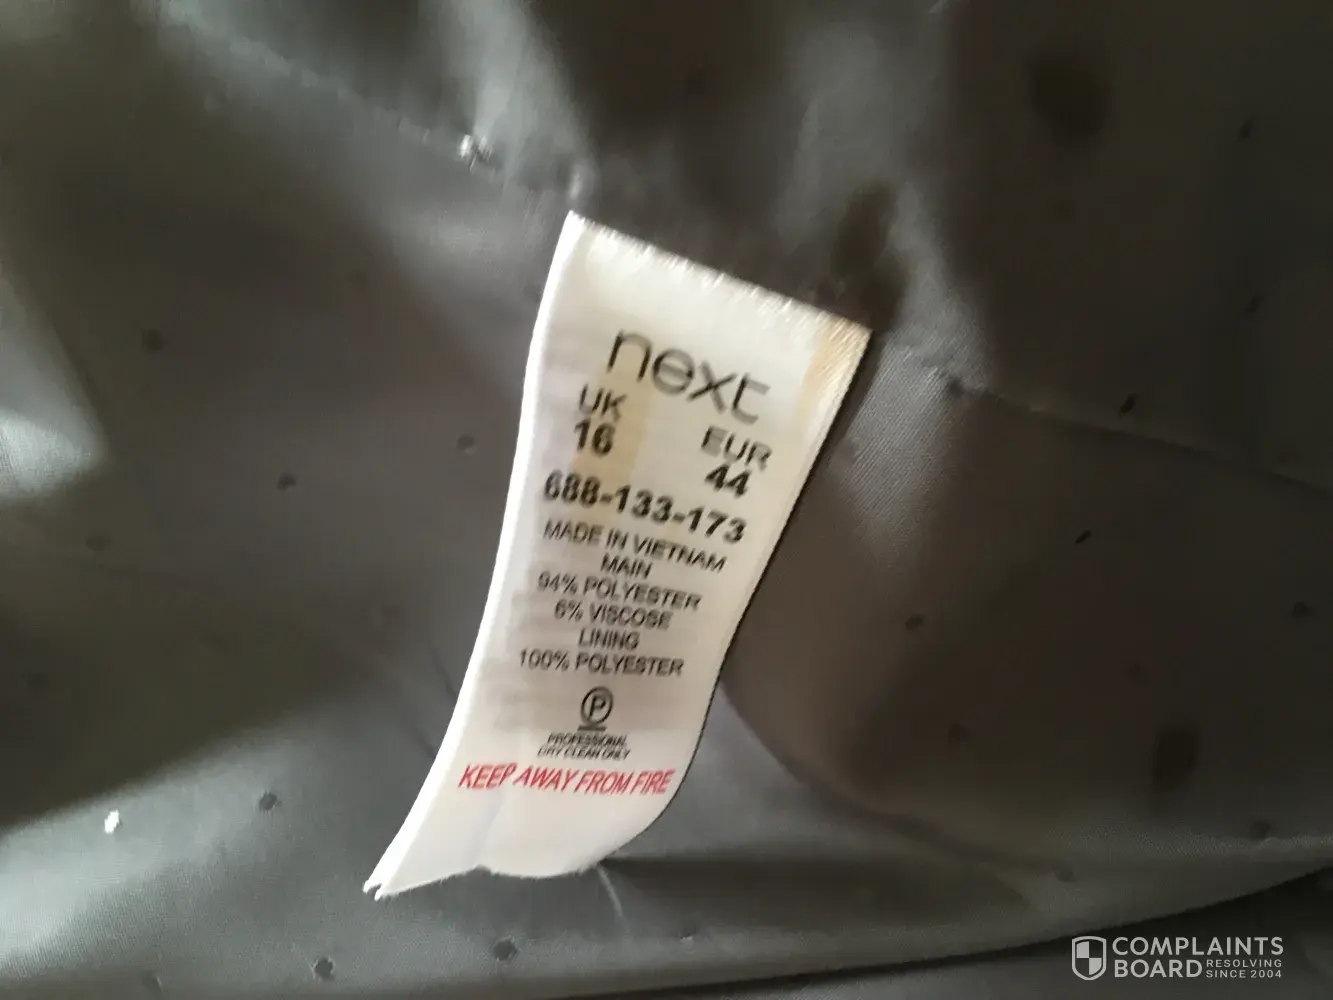 next
UK EUR
16 44
688-133-173
MADE IN VIETNAM
MAIN
94% POLYESTER
6% VISCOSE
LINING
100% POLYESTER
P
PROFESSIONAL
DRY CLEAN ONLY
KEEP AWAY FROM FIRE
COMPLAINTS
BOARD RESOLVING
SINCE 2004